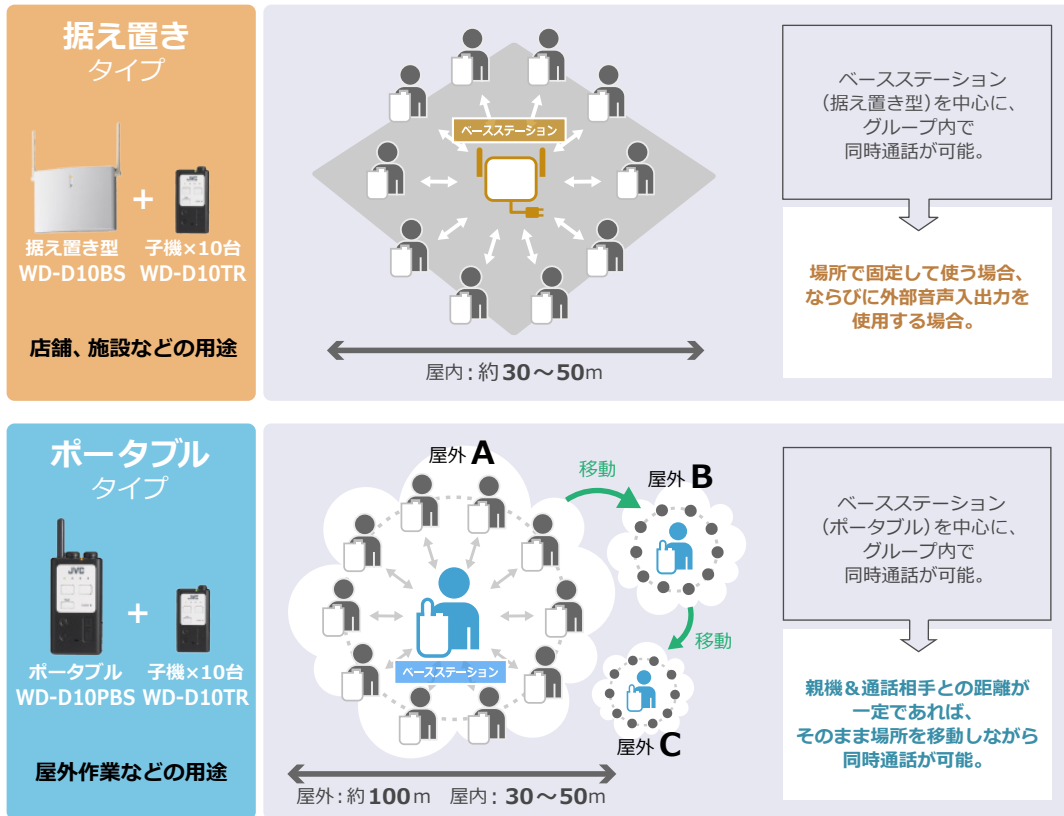 据え置き
タイプ
JVC
+
据え置き型
WD-D10BS
子機×10台
WD-D10TR
店舗、施設などの用途
ベースステーション
屋内：約30～50m
ベースステーション
（据え置き型）を中心に、
グループ内で
同時通話が可能。
場所で固定して使う場合、
ならびに外部音声入出力を
使用する場合。
ポータブル
タイプ
JVC
+
JVC
ポータブル
WD-D10PBS
子機×10台
WD-D10TR
屋外作業などの用途
屋外A
移動
屋外B
移動
屋外C
ベースステーション
屋外：約100m 屋内：30～50m
ベースステーション
（ポータブル）を中心に、
グループ内で
同時通話が可能。
親機＆通話相手との距離が
一定であれば、
そのまま場所を移動しながら
同時通話が可能。